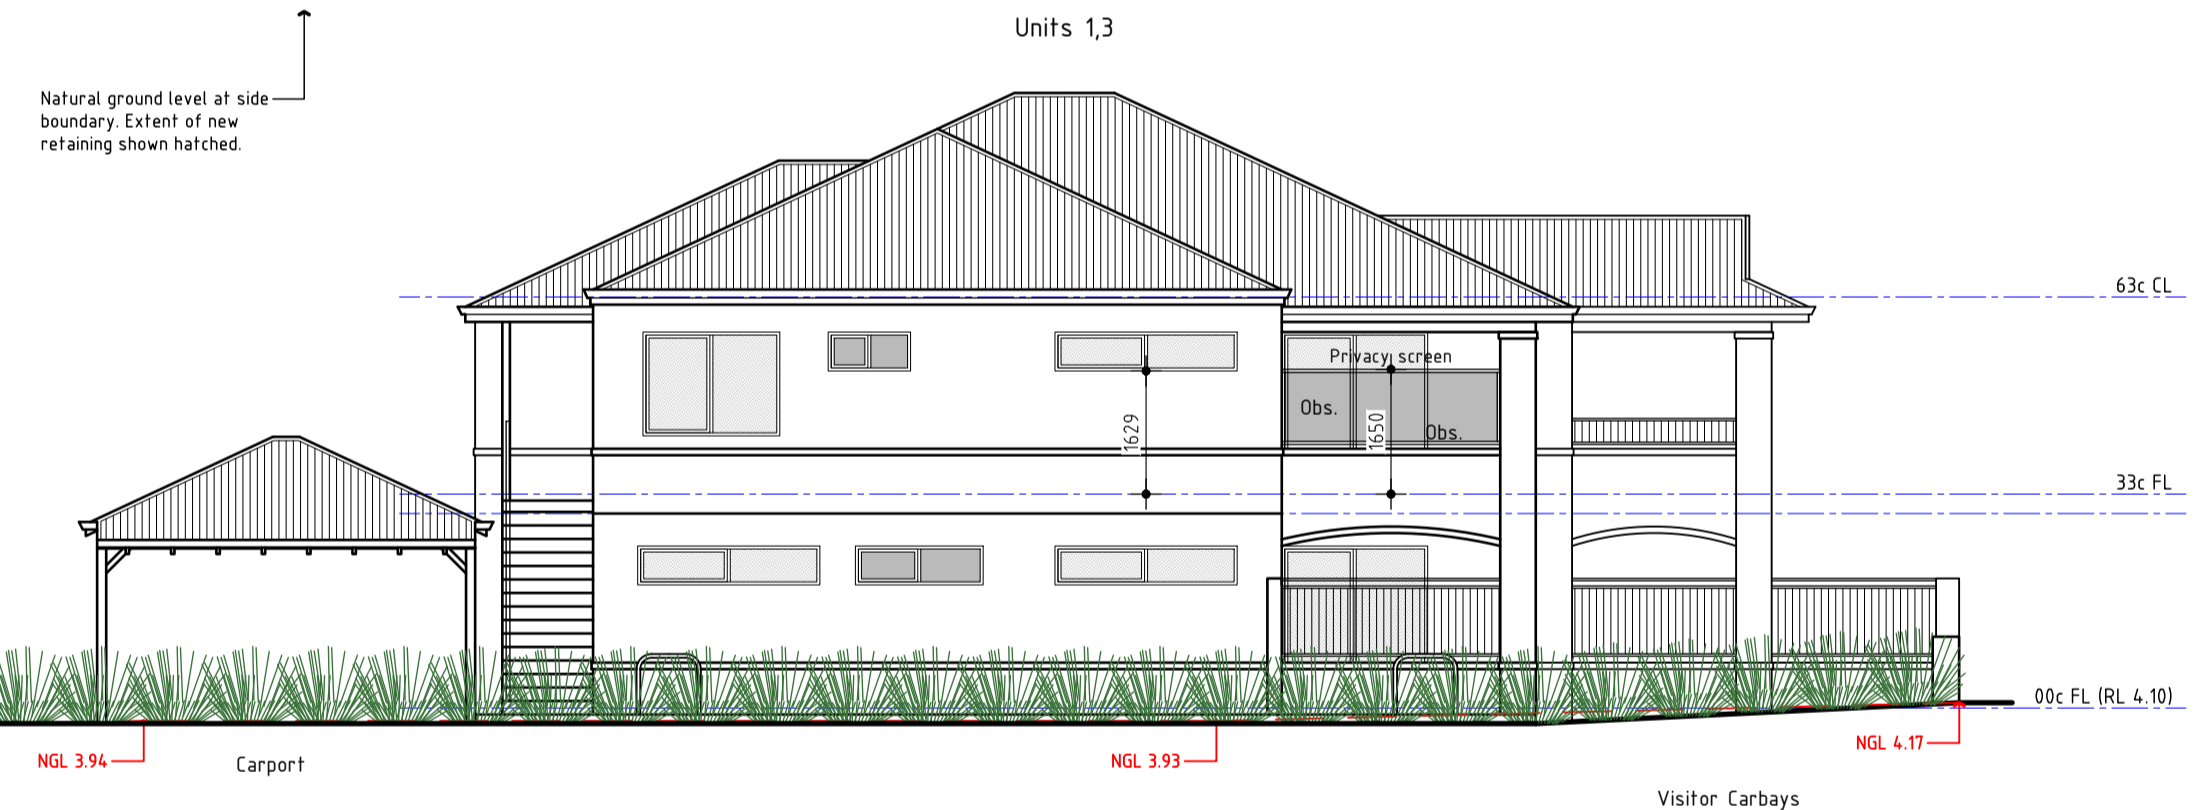 Units 1,3
Natural ground level at side
boundary. Extent of new
retaining shown hatched.
63c CL
Privacy screen
Obs.
1629
1650
Obs.
33c FL
00c FL (RL 4.10)
NGL 3.94
Carport
NGL 3.93
NGL 4.17
Visitor Carbays